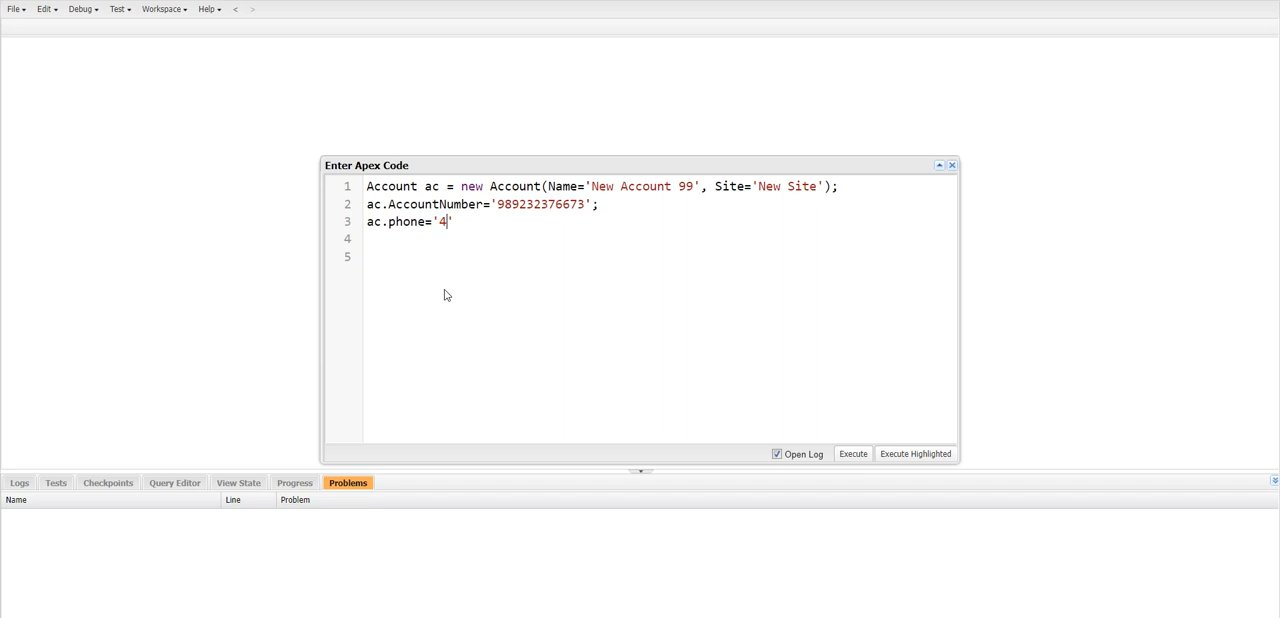 File Edit Debug Test Workspace Help < >
Enter Apex Code
1 Account ac = new Account(Name='New Account 99', Site='New Site');
2 ac.AccountNumber='989232376673';
3 ac.phone='4'
4
5
Open Log Execute Execute Highlighted
Logs Tests Checkpoints Query Editor View State Progress Problems
Name Line Problem